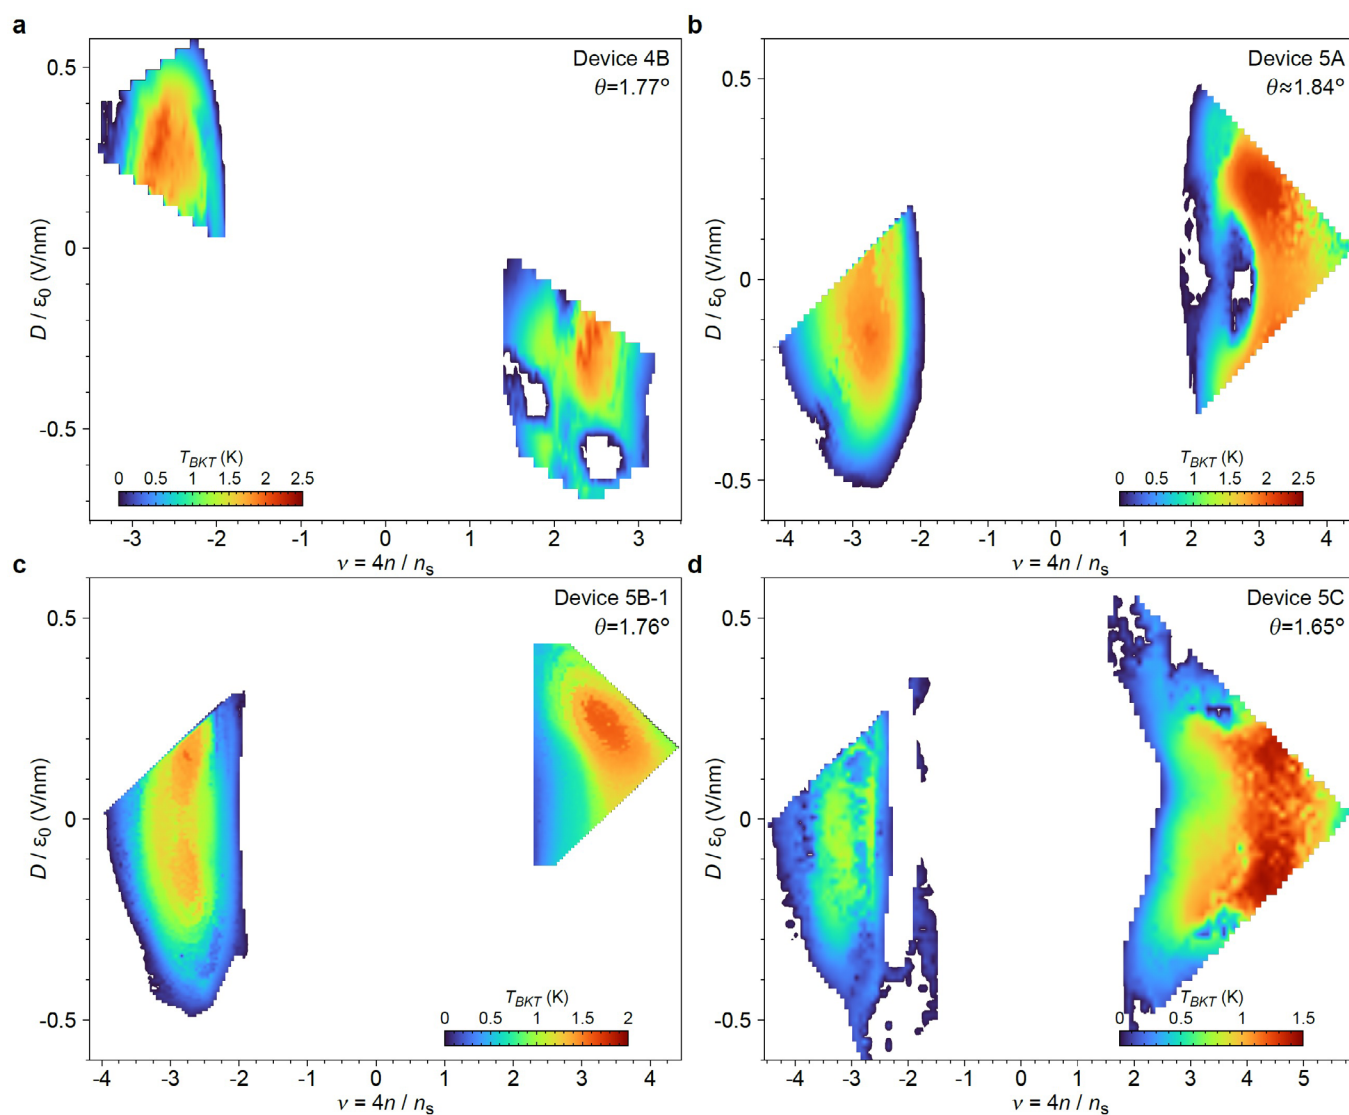 a
Device 4B
θ=1.77°
0.5
0
-0.5
D / ε0 (V/nm)
TBKT (K)
0 0.5 1 1.5 2 2.5
-3 -2 -1 0 1 2 3
ν = 4n / ns
b
Device 5A
θ≈1.84°
0.5
0
-0.5
D / ε0 (V/nm)
TBKT (K)
0 0.5 1 1.5 2 2.5
-4 -3 -2 -1 0 1 2 3 4
ν = 4n / ns
c
Device 5B-1
θ=1.76°
0.5
0
-0.5
D / ε0 (V/nm)
TBKT (K)
0 0.5 1 1.5 2
-4 -3 -2 -1 0 1 2 3 4
ν = 4n / ns
d
Device 5C
θ=1.65°
0.5
0
-0.5
D / ε0 (V/nm)
TBKT (K)
0 0.5 1 1.5
-4 -3 -2 -1 0 1 2 3 4 5
ν = 4n / ns